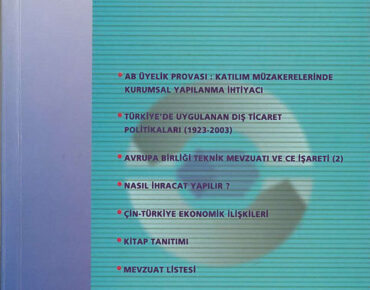 • AB ÜYELİK PROVASI : KATILIM MÜZAKERELERİNDE
KURUMSAL YAPILANMA İHTİYACI
• TÜRKİYE'DE UYGULANAN DIŞ TİCARET
POLİTİKALARI (1923-2003)
• AVRUPA BİRLİĞİ TEKNİK MEVZUATI VE CE İŞARETİ (2)
• NASIL İHRACAT YAPILIR ?
• ÇİN-TÜRKİYE EKONOMİK İLİŞKİLERİ
• KİTAP TANITIMI
• MEVZUAT LİSTESİ